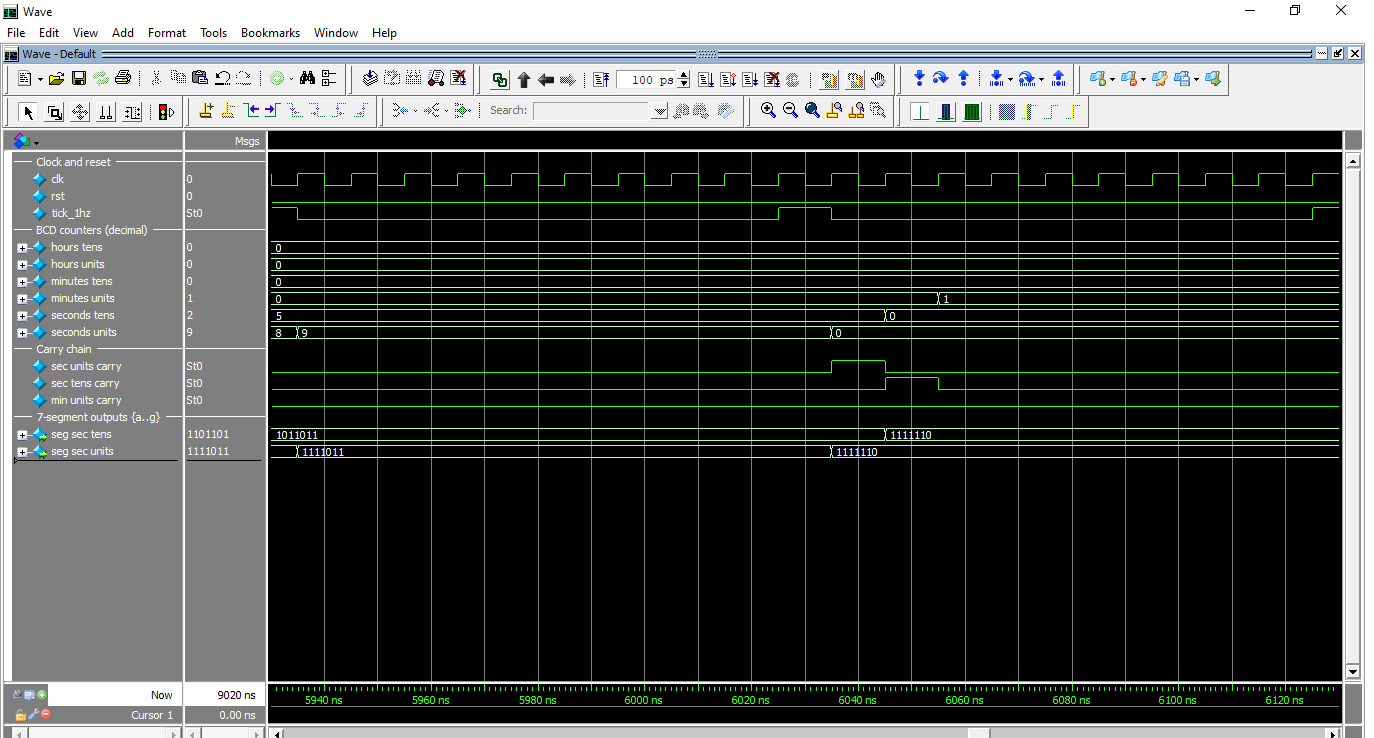 Wave
File Edit View Add Format Tools Bookmarks Window Help
Wave - Default
100 ps
Search:
Msgs
Clock and reset
clk 0
rst 0
tick_1hz St0
BCD counters (decimal)
hours tens 0 0
hours units 0 0
minutes tens 0 0
minutes units 1 0 1
seconds tens 2 5 0
seconds units 9 8 9 0
Carry chain
sec units carry St0
sec tens carry St0
min units carry St0
7-segment outputs {a..g}
seg sec tens 1101101 1011011 1111110
seg sec units 1111011 1111011 1111110
Now 9020 ns
5940 ns 5960 ns 5980 ns 6000 ns 6020 ns 6040 ns 6060 ns 6080 ns 6100 ns 6120 ns
Cursor 1 0.00 ns